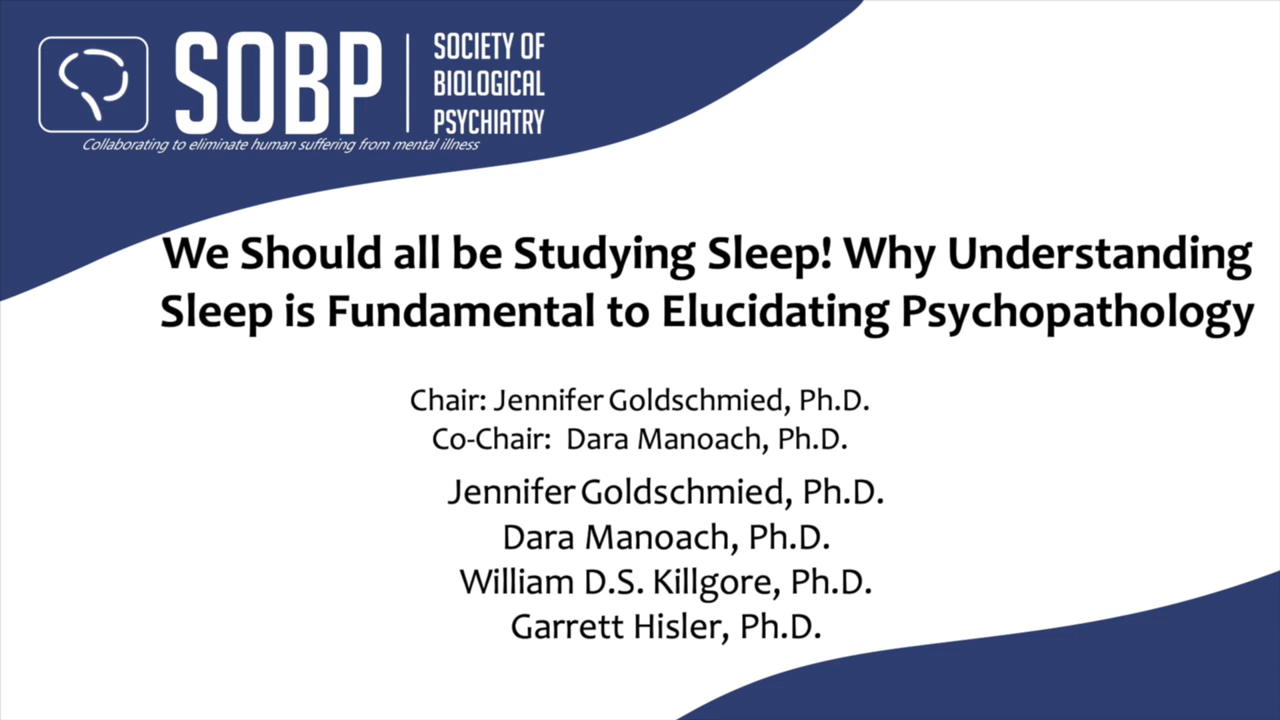 SOBP
SOCIETY OF
BIOLOGICAL
PSYCHIATRY
Collaborating to eliminate human suffering from mental illness
We Should all be Studying Sleep! Why Understanding
Sleep is Fundamental to Elucidating Psychopathology
Chair: Jennifer Goldschmied, Ph.D.
Co-Chair: Dara Manoach, Ph.D.
Jennifer Goldschmied, Ph.D.
Dara Manoach, Ph.D.
William D.S. Killgore, Ph.D.
Garrett Hisler, Ph.D.